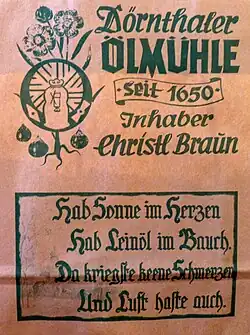 Dörnthaler
ÖLMÜHLE
· seit 1650 ·
Inhaber
Christl Braun
Hab Sonne im Herzen
Hab Leinöl im Bauch.
Da kriegste keene Schmerzen
Und Luft haste auch.